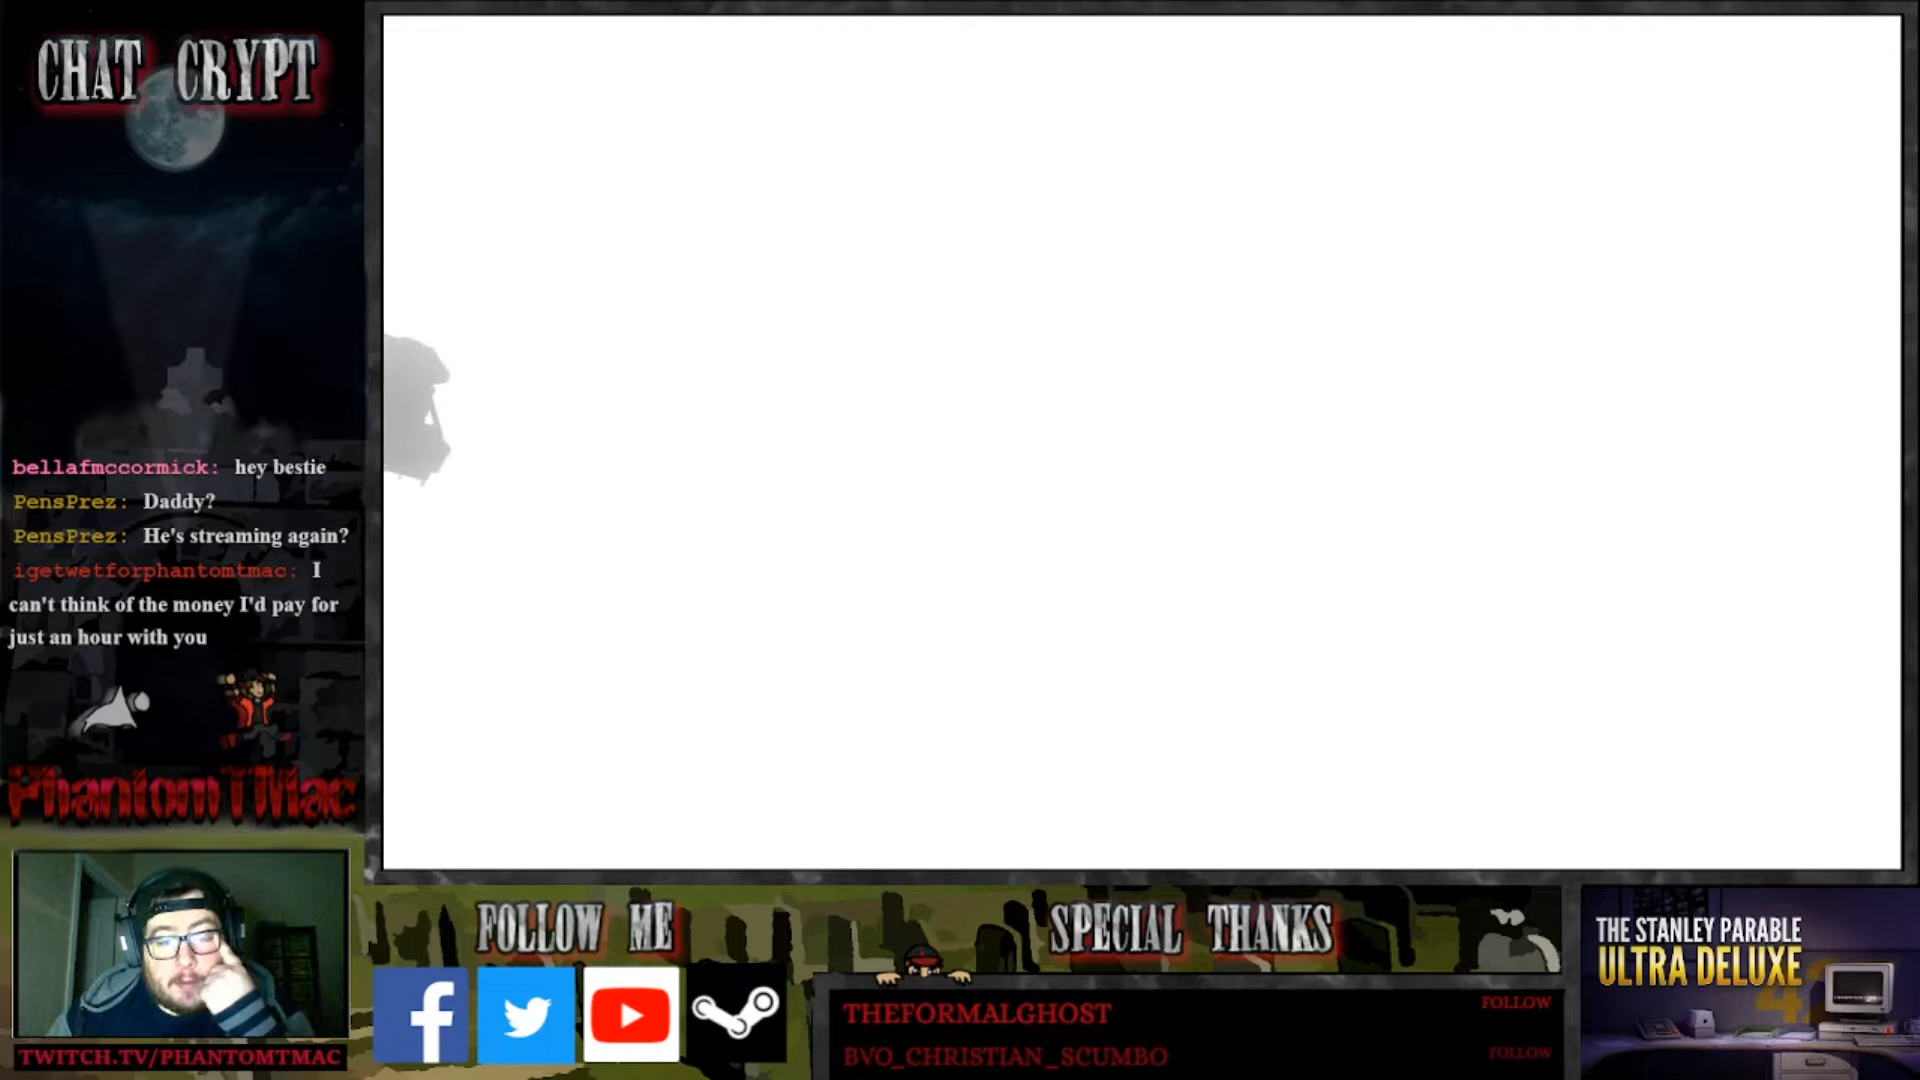 CHAT CRYPT
bellafmccormick: hey bestie
PensPrez: Daddy?
PensPrez: He's streaming again?
igetwetforphantomtmac: I
can't think of the money I'd pay for
just an hour with you
PhantomTMac
TWITCH.TV/PHANTOMTMAC
FOLLOW ME
SPECIAL THANKS
THEFORMALGHOST FOLLOW
BVO_CHRISTIAN_SCUMBO FOLLOW
THE STANLEY PARABLE
ULTRA DELUXE